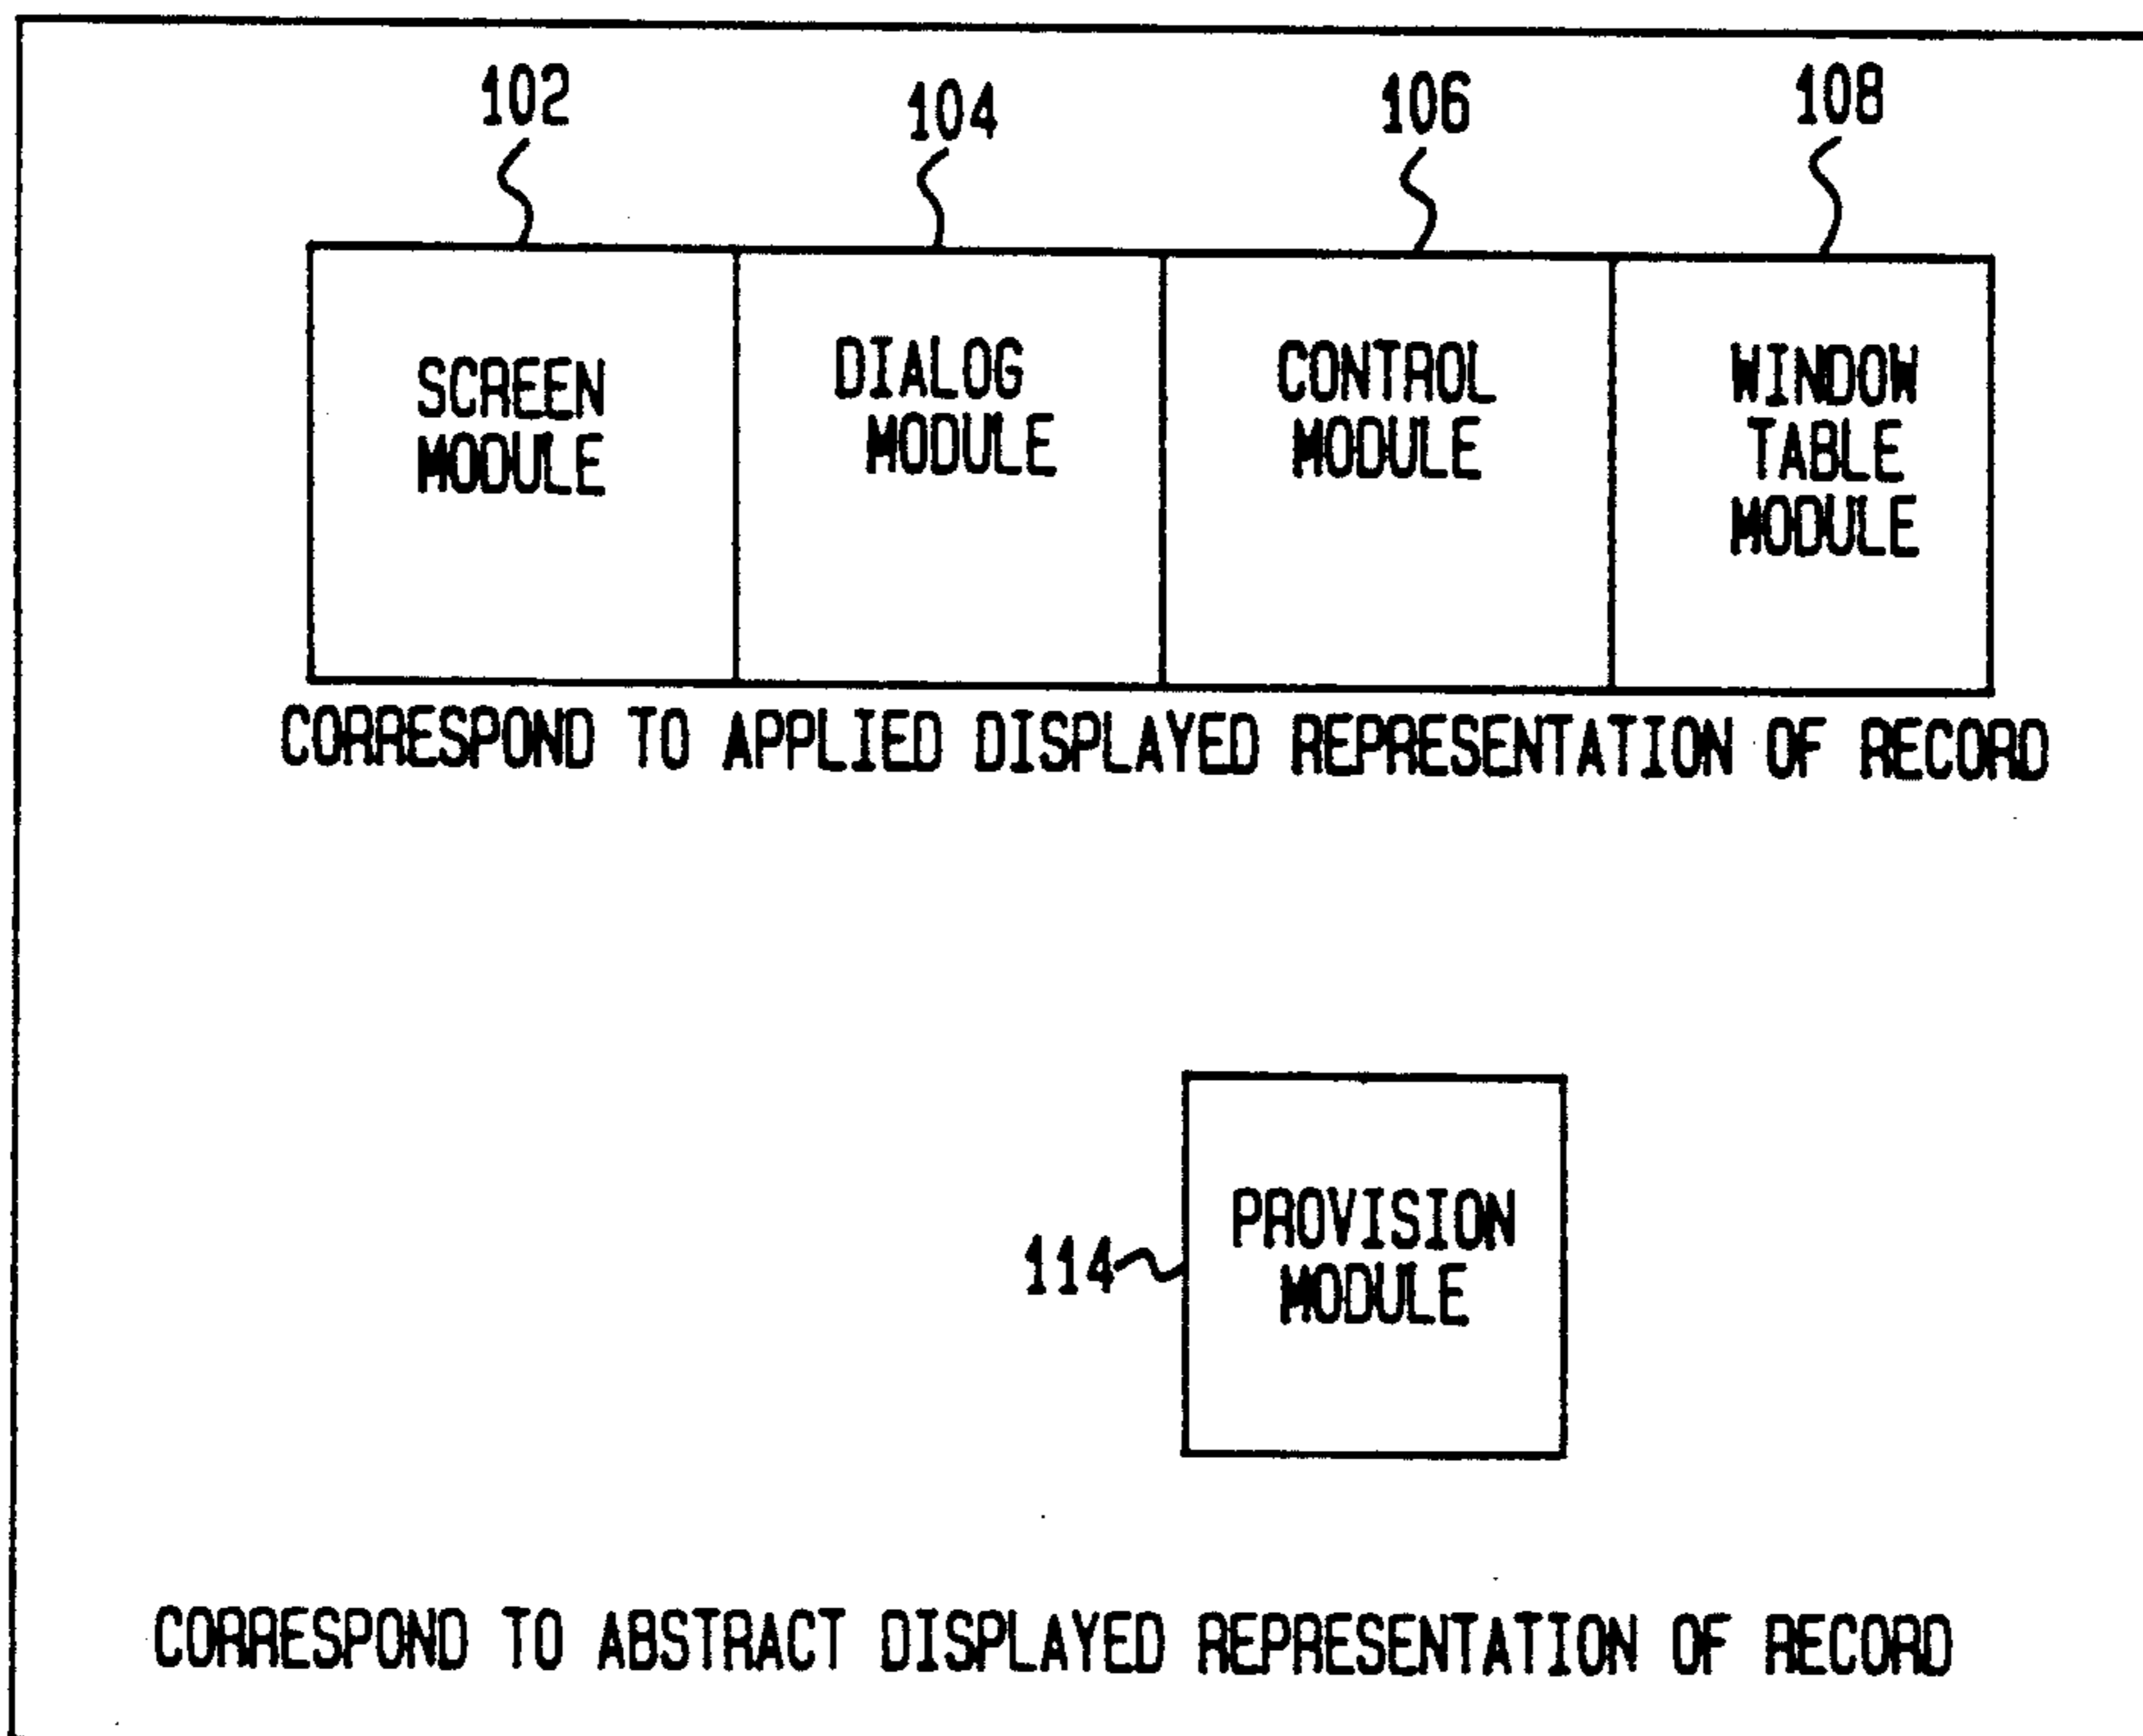 102
104
106
108
SCREEN
MODULE
DIALOG
MODULE
CONTROL
MODULE
WINDOW
TABLE
MODULE
CORRESPOND TO APPLIED DISPLAYED REPRESENTATION OF RECORD
PROVISION
MODULE
114
CORRESPOND TO ABSTRACT DISPLAYED REPRESENTATION OF RECORD